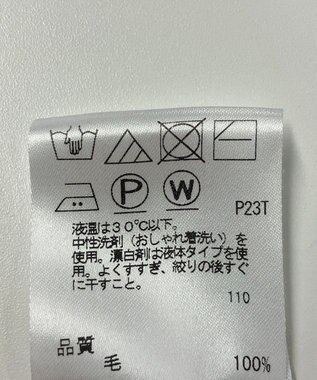 P W P23T
液温は30℃以下。
中性洗剤（おしゃれ着洗い）を
使用。漂白剤は液体タイプを使
用。よくすすぎ、絞りの後すぐ
に干すこと。
110
品質
毛 100%